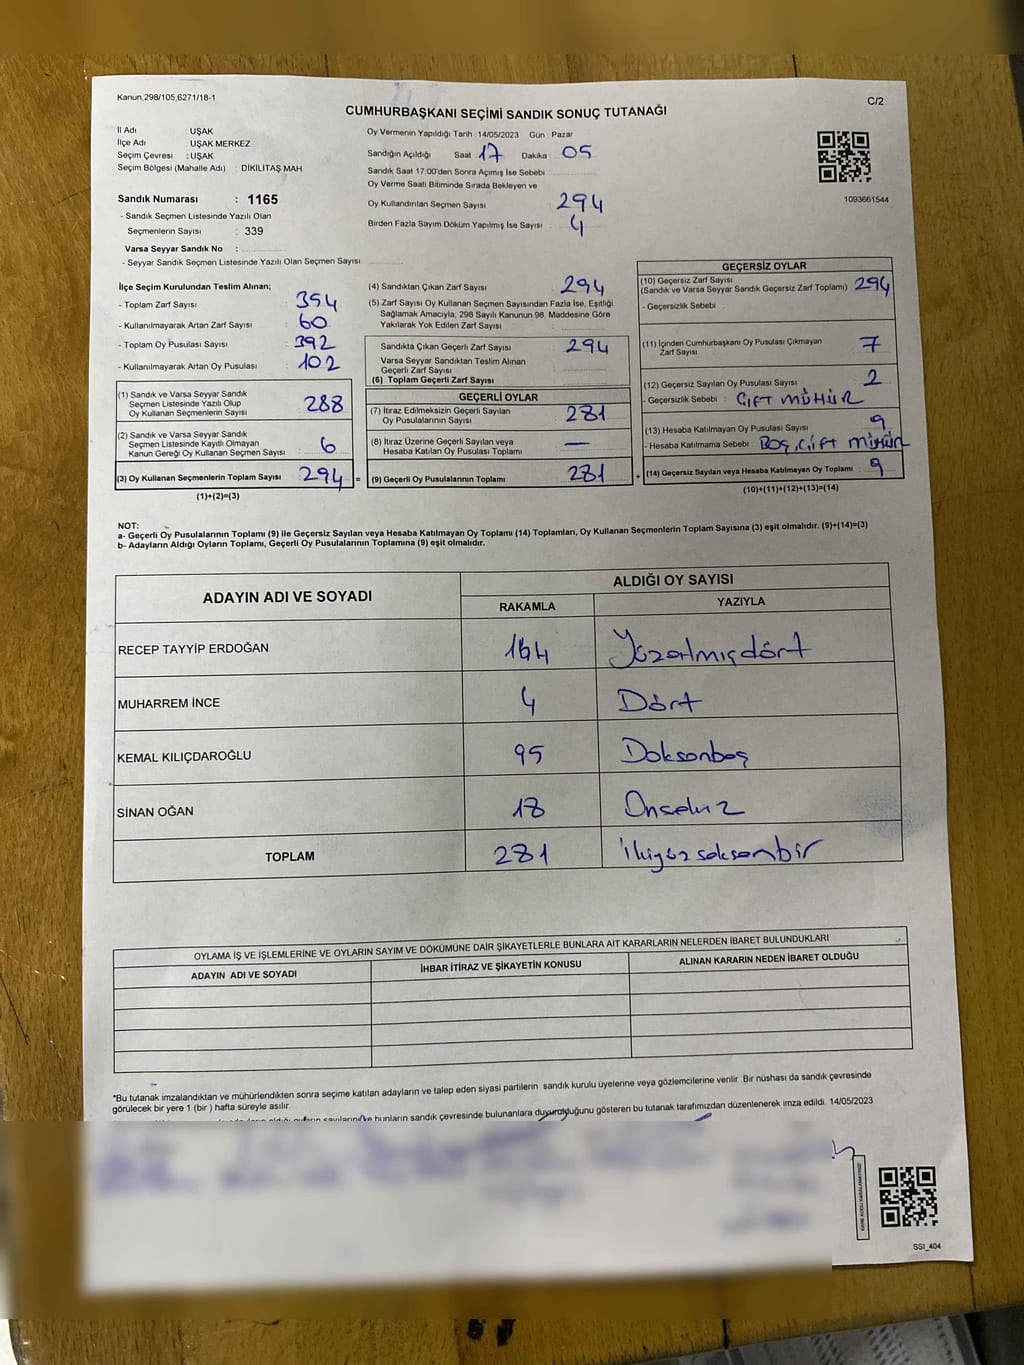 Kanun,298/105,6271/18-1
C/2
CUMHURBAŞKANI SEÇİMİ SANDIK SONUÇ TUTANAĞI
İl Adı : UŞAK
İlçe Adı : UŞAK MERKEZ
Seçim Çevresi : UŞAK
Seçim Bölgesi (Mahalle Adı) DİKİLİTAŞ MAH
Sandık Numarası : 1165
- Sandık Seçmen Listesinde Yazılı Olan
Seçmenlerin Sayısı : 339
Varsa Seyyar Sandık No :
- Seyyar Sandık Seçmen Listesinde Yazılı Olan Seçmen Sayısı
Oy Vermenin Yapıldığı Tarih : 14/05/2023 Gün : Pazar
Sandığın Açıldığı Saat 17 Dakika 05
Sandık Saat 17:00'den Sonra Açımış İse Sebebi
Oy Verme Saati Bitiminde Sırada Bekleyen ve
Oy Kullandırılan Seçmen Sayısı 294
Birden Fazla Sayım Döküm Yapılmış İse Sayısı 4
1093661544
İlçe Seçim Kurulundan Teslim Alınan;
- Toplam Zarf Sayısı 354
- Kullanılmayarak Artan Zarf Sayısı 60
- Toplam Oy Pusulası Sayısı 392
- Kullanılmayarak Artan Oy Pusulası 102
(1) Sandık ve Varsa Seyyar Sandık
Seçmen Listesinde Yazılı Olup
Oy Kullanan Seçmenlerin Sayısı 288
(2) Sandık ve Varsa Seyyar Sandık
Seçmen Listesinde Kayıtlı Olmayan
Kanun Gereği Oy Kullanan Seçmen Sayısı 6
(3) Oy Kullanan Seçmenlerin Toplam Sayısı 294 =
(1)+(2)=(3)
(4) Sandıktan Çıkan Zarf Sayısı 294
(5) Zarf Sayısı Oy Kullanan Seçmen Sayısından Fazla İse, Eşitliği
Sağlamak Amacıyla, 298 Sayılı Kanunun 98. Maddesine Göre
Yakılarak Yok Edilen Zarf Sayısı
Sandıkta Çıkan Geçerli Zarf Sayısı 294
Varsa Seyyar Sandıktan Teslim Alınan
Geçerli Zarf Sayısı
(6) Toplam Geçerli Zarf Sayısı
GEÇERLİ OYLAR
(7) İtiraz Edilmeksizin Geçerli Sayılan
Oy Pusulasının Sayısı 281
(8) İtiraz Üzerine Geçerli Sayılan veya
Hesaba Katılan Oy Pusulası Toplamı —
(9) Geçerli Oy Pusulalarının Toplamı 281 +
GEÇERSİZ OYLAR
(10) Geçersiz Zarf Sayısı
(Sandık ve Varsa Seyyar Sandık Geçersiz Zarf Toplamı) 294
- Geçersizlik Sebebi :
(11) İçinden Cumhurbaşkanı Oy Pusulası Çıkmayan
Zarf Sayısı 7
(12) Geçersiz Sayılan Oy Pusulası Sayısı 2
- Geçersizlik Sebebi : ÇİFT MÜHÜR
(13) Hesaba Katılmayan Oy Pusulası Sayısı 9
- Hesaba Katılmama Sebebi : BOŞ, ÇİFT MÜHÜR
(14) Geçersiz Sayılan veya Hesaba Katılmayan Oy Toplamı 9
(10)+(11)+(12)+(13)=(14)
NOT:
a- Geçerli Oy Pusulalarının Toplamı (9) ile Geçersiz Sayılan veya Hesaba Katılmayan Oy Toplamı (14) Toplamları, Oy Kullanan Seçmenlerin Toplam Sayısına (3) eşit olmalıdır. (9)+(14)=(3)
b- Adayların Aldığı Oyların Toplamı, Geçerli Oy Pusulalarının Toplamına (9) eşit olmalıdır.
ADAYIN ADI VE SOYADI
ALDIĞI OY SAYISI
RAKAMLA YAZIYLA
RECEP TAYYİP ERDOĞAN 164 Yüzatmışdört
MUHARREM İNCE 4 Dört
KEMAL KILIÇDAROĞLU 95 Doksanbeş
SİNAN OĞAN 18 Onsekiz
TOPLAM 281 İkiyüzseksenbir
OYLAMA İŞ VE İŞLEMLERİNE VE OYLARIN SAYIM VE DÖKÜMÜNE DAİR ŞİKAYETLERLE BUNLARA AİT KARARLARIN NELERDEN İBARET BULUNDUKLARI
ADAYIN ADI VE SOYADI İHBAR İTİRAZ VE ŞİKAYETİN KONUSU ALINAN KARARIN NEDEN İBARET OLDUĞU
*Bu tutanak imzalandıktan ve mühürlendikten sonra seçime katılan adayların ve talep eden siyasi partilerin sandık kurulu üyelerine veya gözlemcilerine verilir. Bir nüshası da sandık çevresinde
görülecek bir yere 1 (bir ) hafta süreyle asılır.
bunların sandık çevresinde bulunanlara duyurulduğunu gösteren bu tutanak tarafımızdan düzenlenerek imza edildi. 14/05/2023
SSI_404